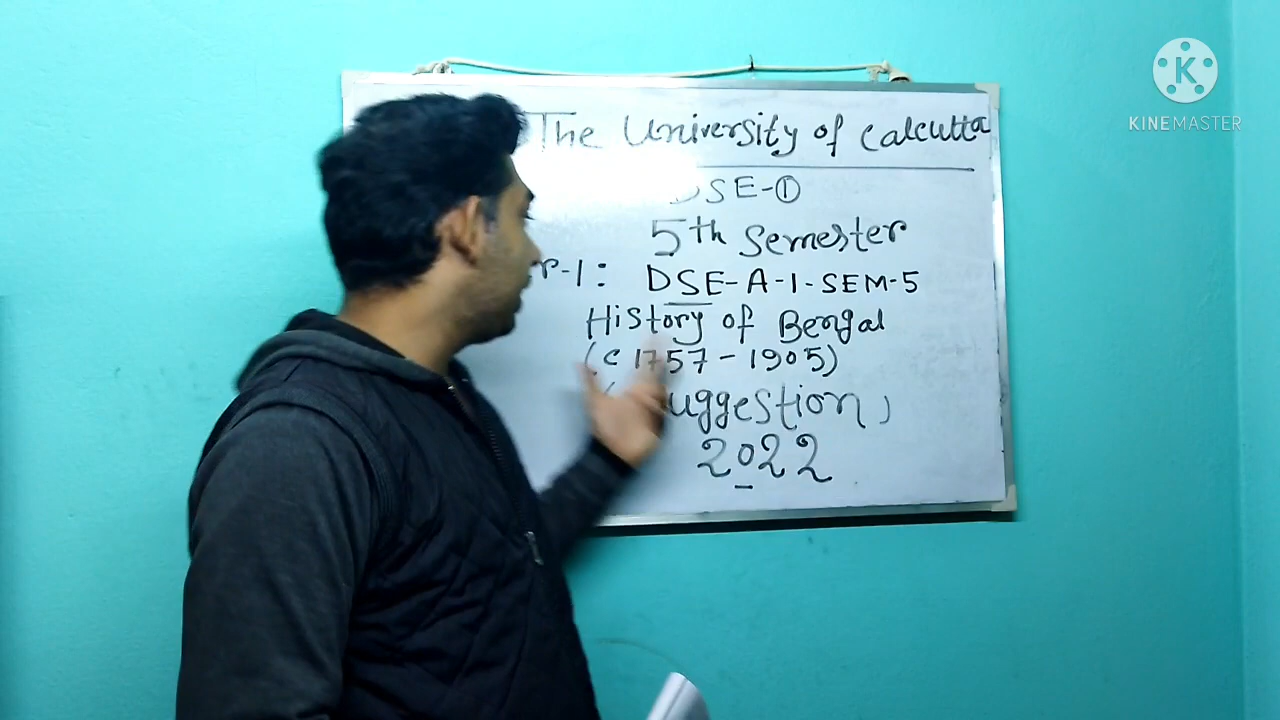 The University of Calcutta
DSE-①
5th Semester
r-1: DSE-A-1-SEM-5
History of Bengal
(c 1757-1905)
uggestion,
2022
K
KINEMASTER